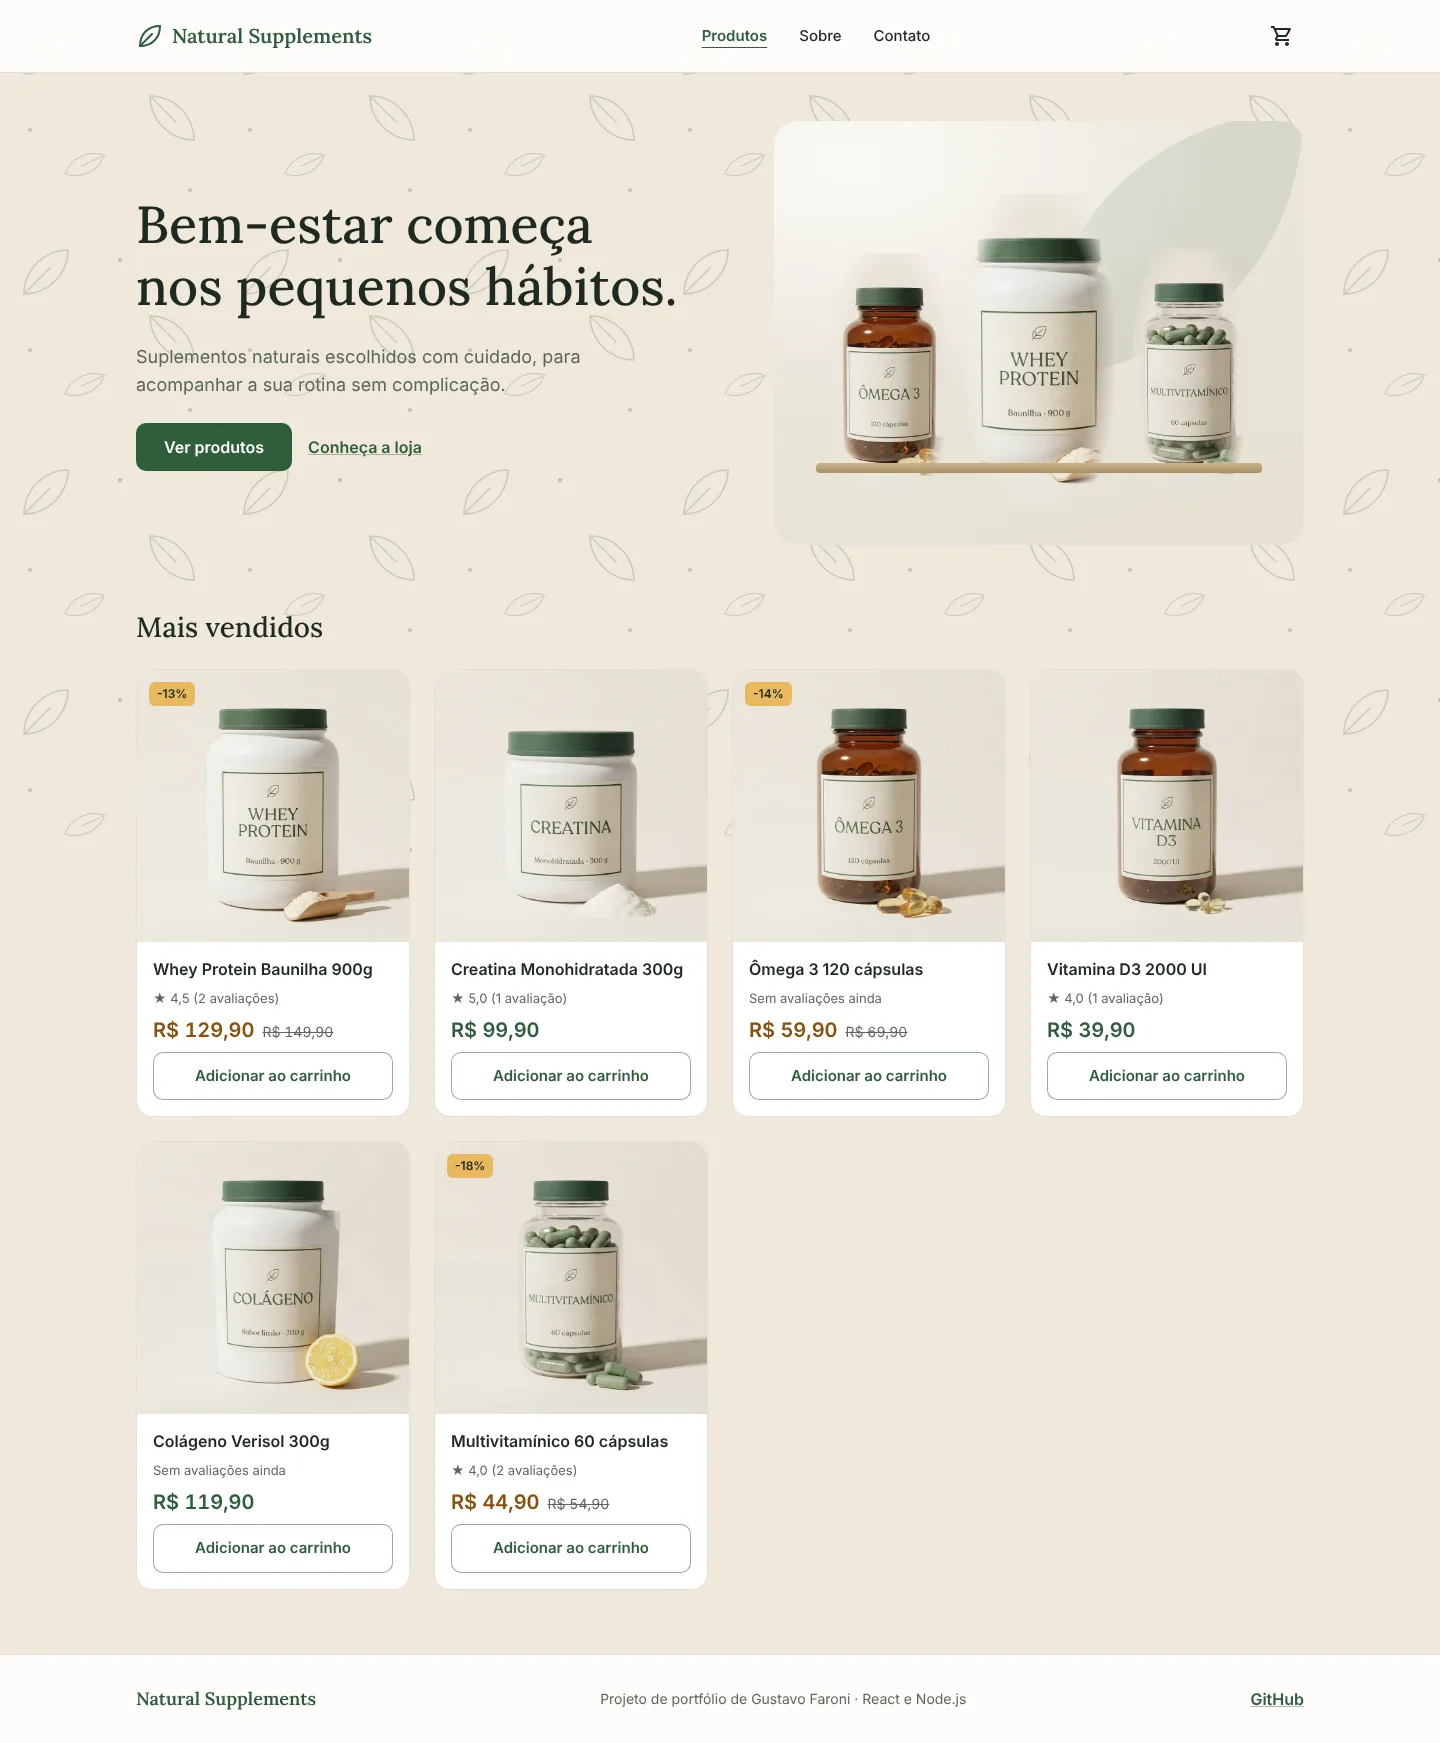 Natural Supplements
Produtos Sobre Contato
Bem-estar começa
nos pequenos hábitos.
Suplementos naturais escolhidos com cuidado, para
acompanhar a sua rotina sem complicação.
Ver produtos Conheça a loja
ÔMEGA 3
120 cápsulas
WHEY
PROTEIN
Baunilha · 900 g
MULTIVITAMÍNICO
60 cápsulas
Mais vendidos
-13%
WHEY
PROTEIN
Baunilha · 900 g
CREATINA
Monohidratada · 300 g
-14%
ÔMEGA 3
120 cápsulas
VITAMINA
D3
2000 UI
Whey Protein Baunilha 900g
★ 4,5 (2 avaliações)
R$ 129,90 R$ 149,90
Adicionar ao carrinho
Creatina Monohidratada 300g
★ 5,0 (1 avaliação)
R$ 99,90
Adicionar ao carrinho
Ômega 3 120 cápsulas
Sem avaliações ainda
R$ 59,90 R$ 69,90
Adicionar ao carrinho
Vitamina D3 2000 UI
★ 4,0 (1 avaliação)
R$ 39,90
Adicionar ao carrinho
COLÁGENO
Sabor limão · 300 g
-18%
MULTIVITAMÍNICO
60 cápsulas
Colágeno Verisol 300g
Sem avaliações ainda
R$ 119,90
Adicionar ao carrinho
Multivitamínico 60 cápsulas
★ 4,0 (2 avaliações)
R$ 44,90 R$ 54,90
Adicionar ao carrinho
Natural Supplements
Projeto de portfólio de Gustavo Faroni · React e Node.js
GitHub